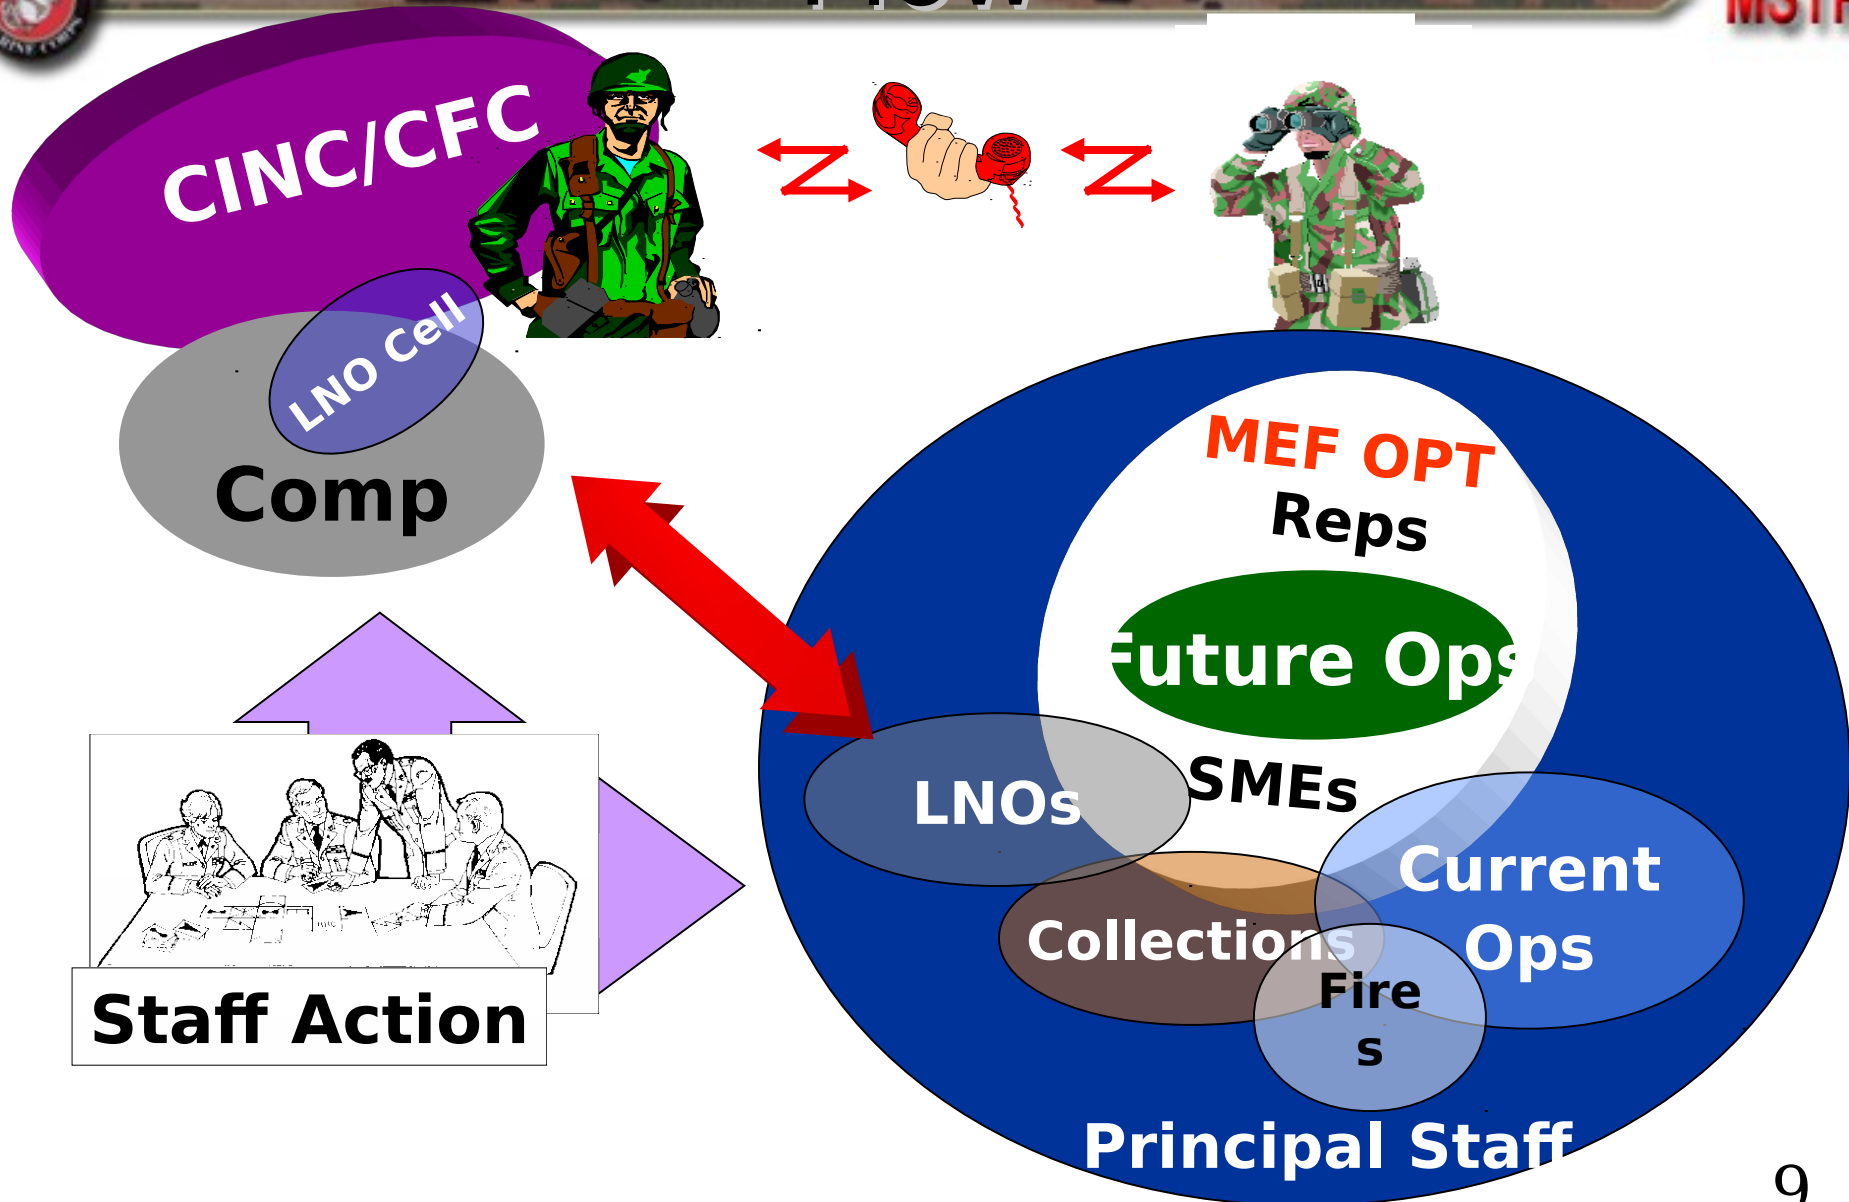 CINC/CFC
LNO Cell
Comp
MEF OPT
Reps
Future Ops
SMEs
LNOs
Current
Ops
Collections
Fire
s
Principal Staff
Staff Action
9